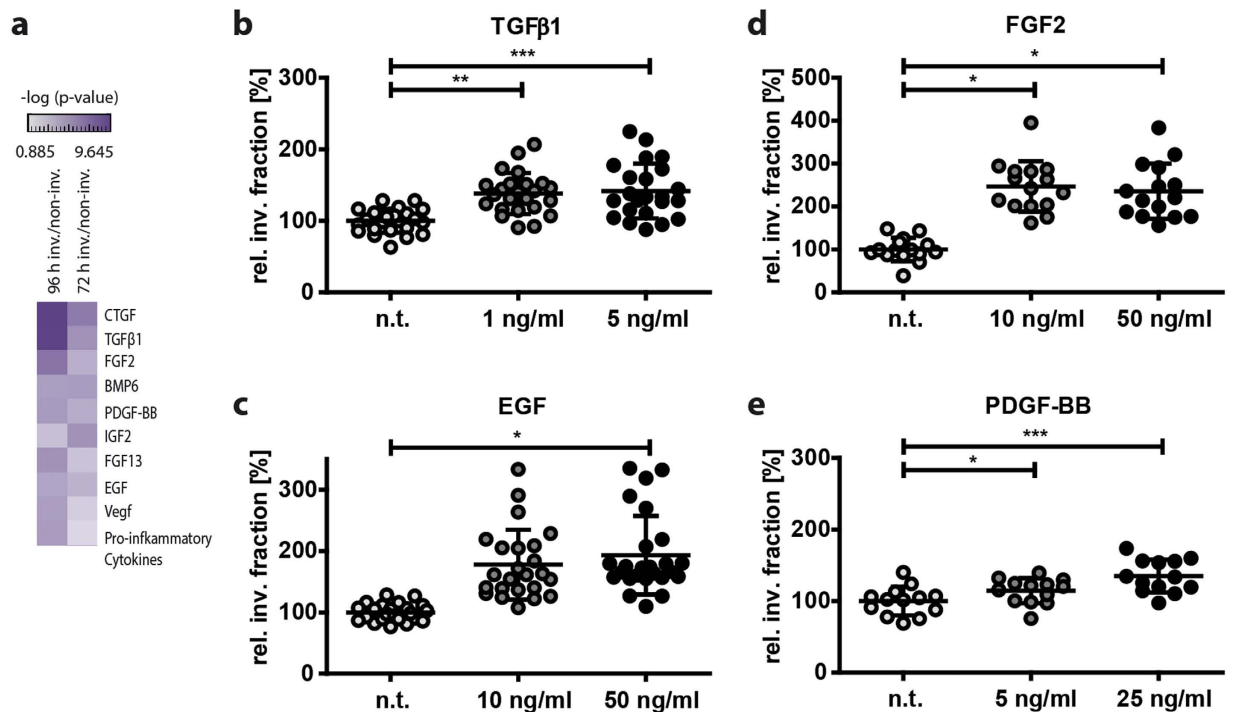 a
-log (p-value)
0.885 9.645
96 h inv./non-inv.
72 h inv./non-inv.
CTGF
TGFβ1
FGF2
BMP6
PDGF-BB
IGF2
FGF13
EGF
Vegf
Pro-infkammatory
Cytokines
b
TGFβ1
***
**
rel. inv. fraction [%]
300
200
100
0
n.t. 1 ng/ml 5 ng/ml
d
FGF2
*
*
rel. inv. fraction [%]
500
400
300
200
100
0
n.t. 10 ng/ml 50 ng/ml
c
EGF
*
rel. inv. fraction [%]
300
200
100
0
n.t. 10 ng/ml 50 ng/ml
e
PDGF-BB
***
*
rel. inv. fraction [%]
300
200
100
0
n.t. 5 ng/ml 25 ng/ml